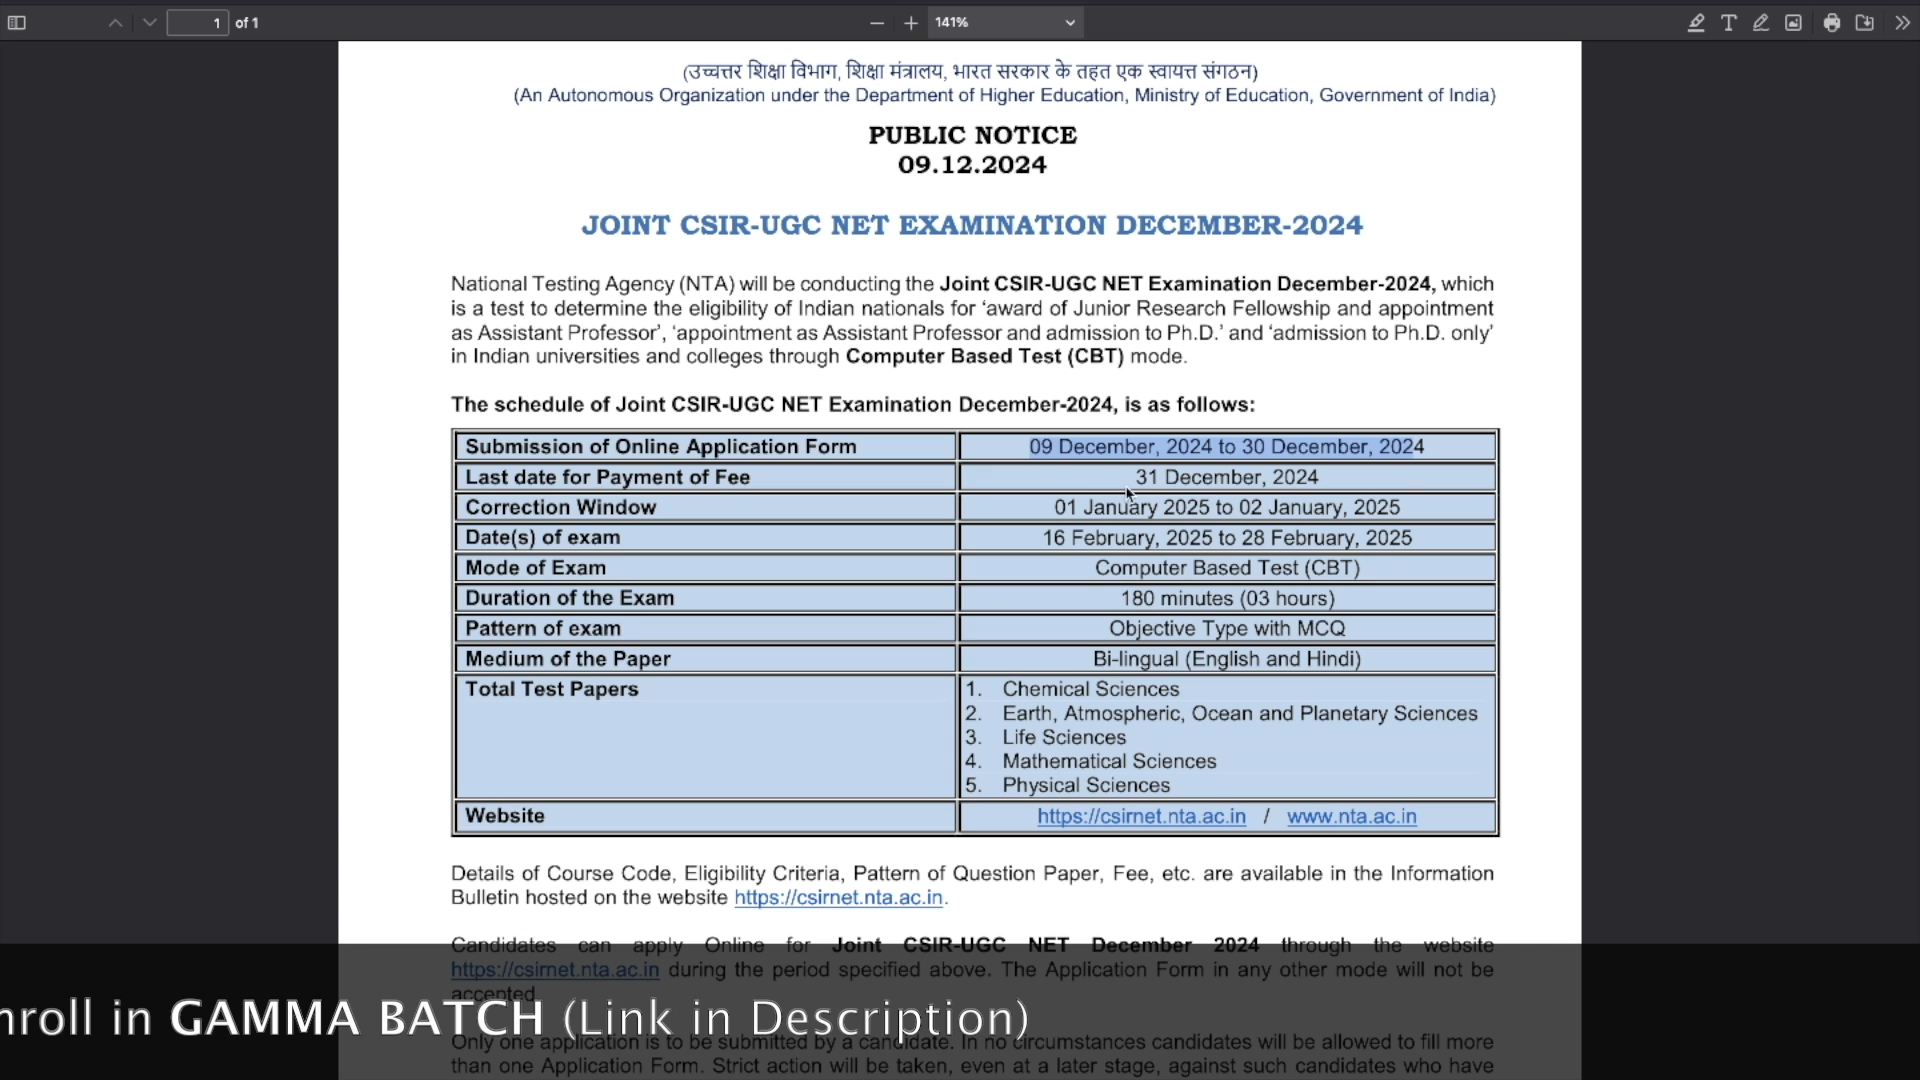 1 of 1
141%
(उच्चत्तर शिक्षा विभाग, शिक्षा मंत्रालय, भारत सरकार के तहत एक स्वायत्त संगठन)
(An Autonomous Organization under the Department of Higher Education, Ministry of Education, Government of India)
PUBLIC NOTICE
09.12.2024
JOINT CSIR-UGC NET EXAMINATION DECEMBER-2024
National Testing Agency (NTA) will be conducting the Joint CSIR-UGC NET Examination December-2024, which
is a test to determine the eligibility of Indian nationals for ‘award of Junior Research Fellowship and appointment
as Assistant Professor’, ‘appointment as Assistant Professor and admission to Ph.D.’ and ‘admission to Ph.D. only’
in Indian universities and colleges through Computer Based Test (CBT) mode.
The schedule of Joint CSIR-UGC NET Examination December-2024, is as follows:
Submission of Online Application Form 09 December, 2024 to 30 December, 2024
Last date for Payment of Fee 31 December, 2024
Correction Window 01 January 2025 to 02 January, 2025
Date(s) of exam 16 February, 2025 to 28 February, 2025
Mode of Exam Computer Based Test (CBT)
Duration of the Exam 180 minutes (03 hours)
Pattern of exam Objective Type with MCQ
Medium of the Paper Bi-lingual (English and Hindi)
Total Test Papers 1. Chemical Sciences
2. Earth, Atmospheric, Ocean and Planetary Sciences
3. Life Sciences
4. Mathematical Sciences
5. Physical Sciences
Website https://csirnet.nta.ac.in / www.nta.ac.in
Details of Course Code, Eligibility Criteria, Pattern of Question Paper, Fee, etc. are available in the Information
Bulletin hosted on the website https://csirnet.nta.ac.in.
Candidates can apply Online for Joint CSIR-UGC NET December 2024 through the website
https://csirnet.nta.ac.in during the period specified above. The Application Form in any other mode will not be
accepted.
nroll in GAMMA BATCH (Link in Description)
Only one application is to be submitted by a candidate. In no circumstances candidates will be allowed to fill more
than one Application Form. Strict action will be taken, even at a later stage, against such candidates who have